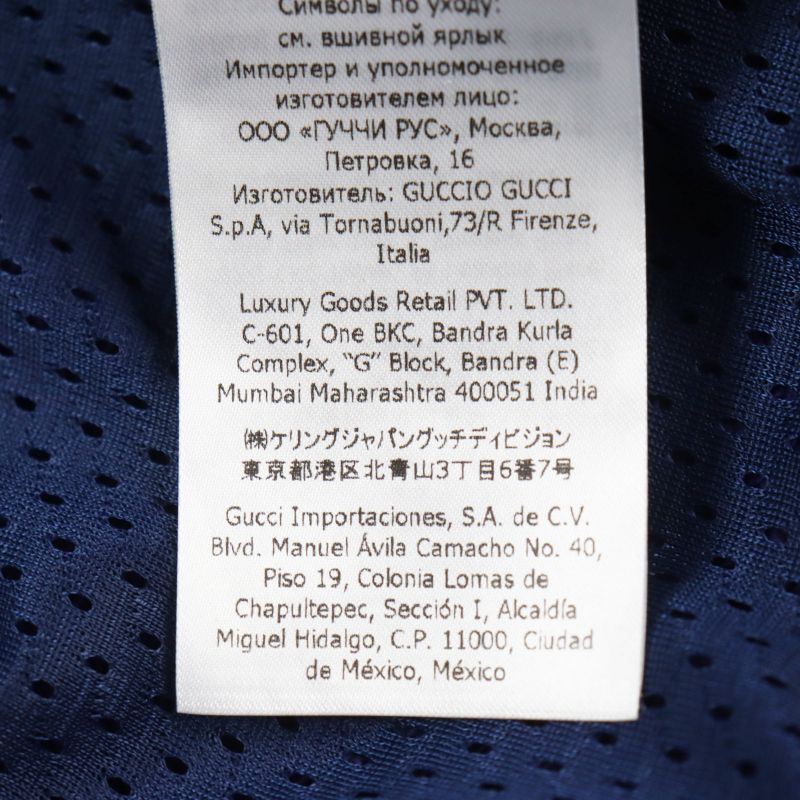 Символы по уходу:
см. вшивной ярлык
Импортер и уполномоченное
изготовителем лицо:
ООО «ГУЧЧИ РУС», Москва,
Петровка, 16
Изготовитель: GUCCIO GUCCI
S.p.A, via Tornabuoni,73/R Firenze,
Italia
Luxury Goods Retail PVT. LTD.
C-601, One BKC, Bandra Kurla
Complex, “G” Block, Bandra (E)
Mumbai Maharashtra 400051 India
㈱ケリングジャパングッチディビジョン
東京都港区北青山3丁目6番7号
Gucci Importaciones, S.A. de C.V.
Blvd. Manuel Ávila Camacho No. 40,
Piso 19, Colonia Lomas de
Chapultepec, Sección I, Alcaldía
Miguel Hidalgo, C.P. 11000, Ciudad
de México, México